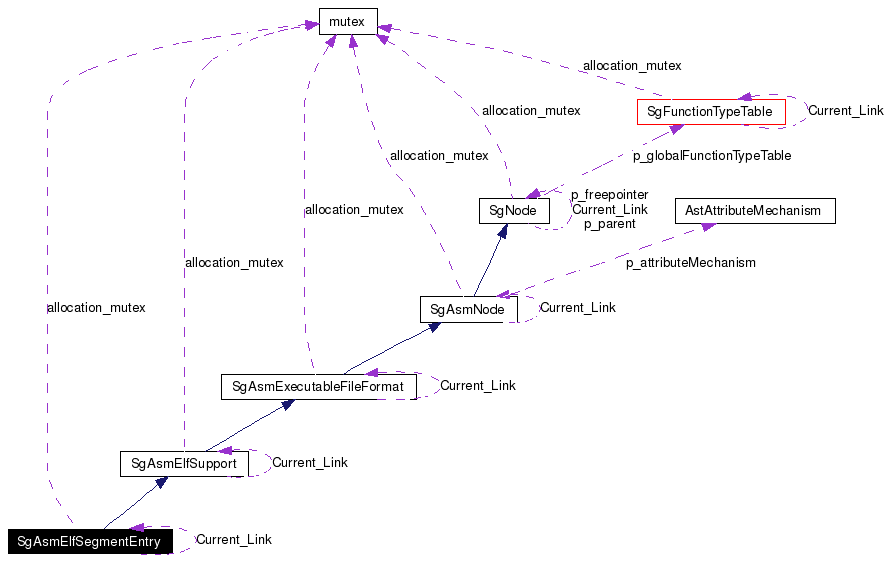 mutex
allocation_mutex
SgFunctionTypeTable
Current_Link
allocation_mutex
allocation_mutex
p_globalFunctionTypeTable
p_freepointer
Current_Link
p_parent
SgNode
AstAttributeMechanism
allocation_mutex
p_attributeMechanism
allocation_mutex
allocation_mutex
SgAsmNode
Current_Link
SgAsmExecutableFileFormat
Current_Link
SgAsmElfSupport
Current_Link
SgAsmElfSegmentEntry
Current_Link